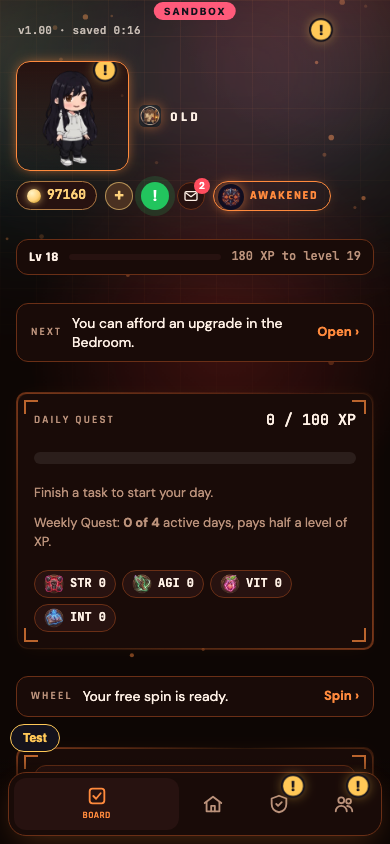 SANDBOX
v1.00 · saved 0:16
!
!
OLD
97160
+
!
2
AWAKENED
Lv 18
180 XP to level 19
NEXT
You can afford an upgrade in the
Bedroom.
Open ›
DAILY QUEST
0 / 100 XP
Finish a task to start your day.
Weekly Quest: 0 of 4 active days, pays half a level of
XP.
STR 0
AGI 0
VIT 0
INT 0
WHEEL
Your free spin is ready.
Spin ›
Test
BOARD
!
!